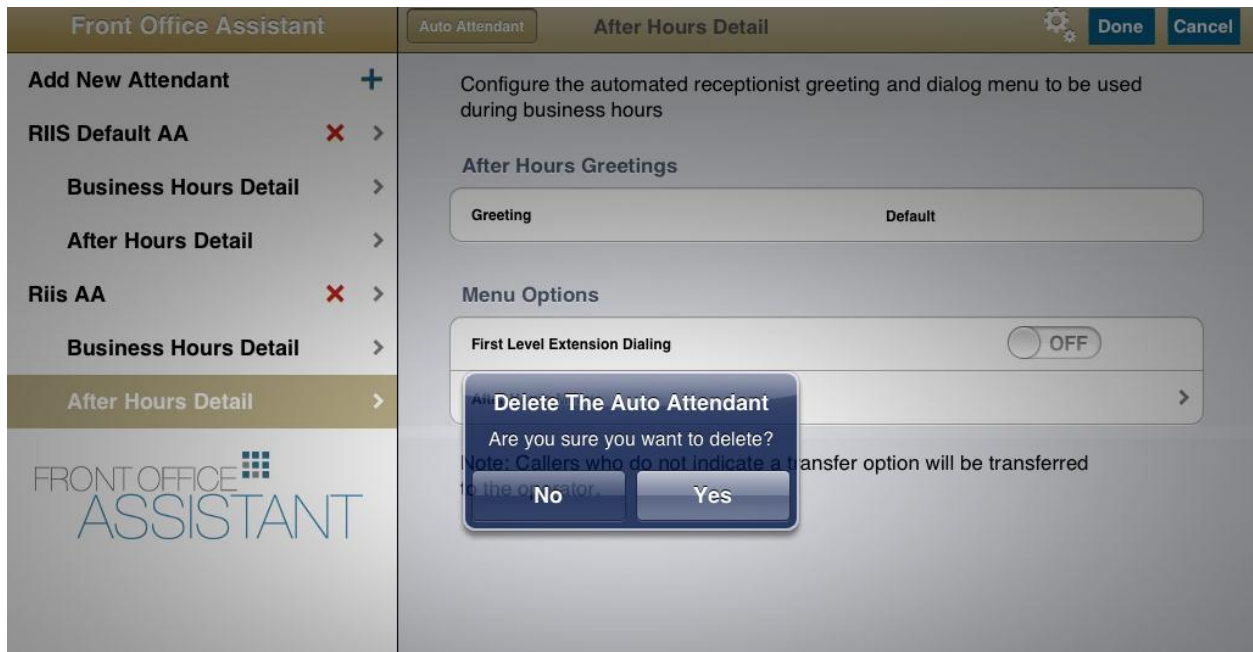 Front Office Assistant
Auto Attendant
After Hours Detail
Done
Cancel
Add New Attendant
RIIS Default AA
Business Hours Detail
After Hours Detail
Riis AA
Business Hours Detail
After Hours Detail
FRONT OFFICE
ASSISTANT
Configure the automated receptionist greeting and dialog menu to be used
during business hours
After Hours Greetings
Greeting Default
Menu Options
First Level Extension Dialing OFF
Delete The Auto Attendant
Are you sure you want to delete?
No Yes
Note: Callers who do not indicate a transfer option will be transferred
to the operator.